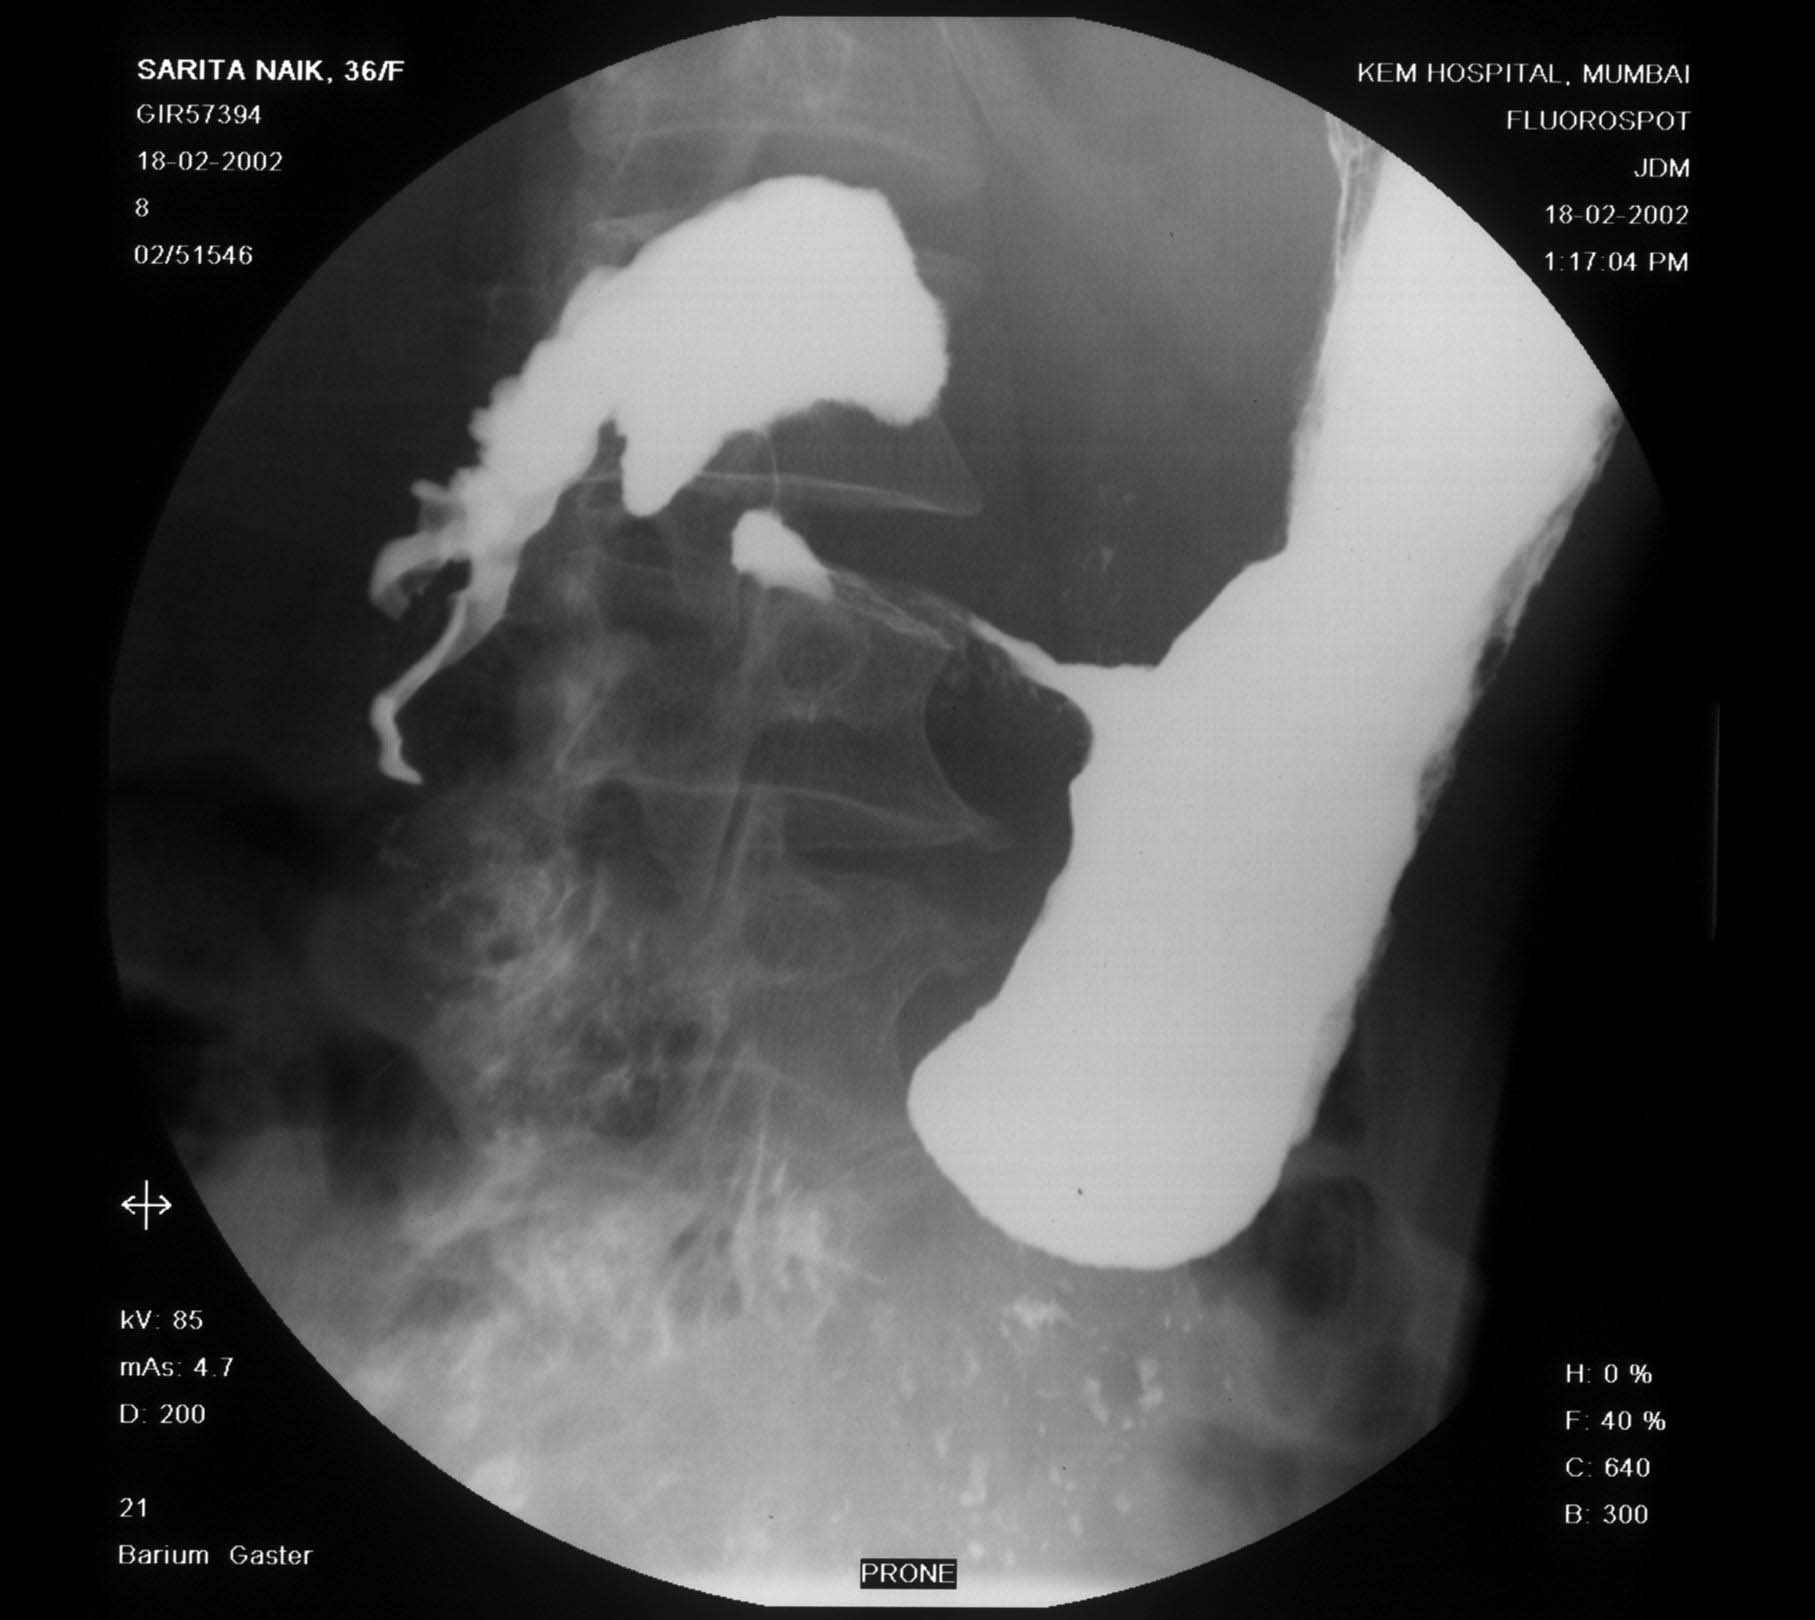 SARITA NAIK, 36/F
GIR57394
18-02-2002
8
02/51546
KEM HOSPITAL, MUMBAI
FLUOROSPOT
JDM
18-02-2002
1:17:04 PM
kV: 85
mAs: 4.7
D: 200
21
Barium Gaster
PRONE
H: 0 %
F: 40 %
C: 640
B: 300